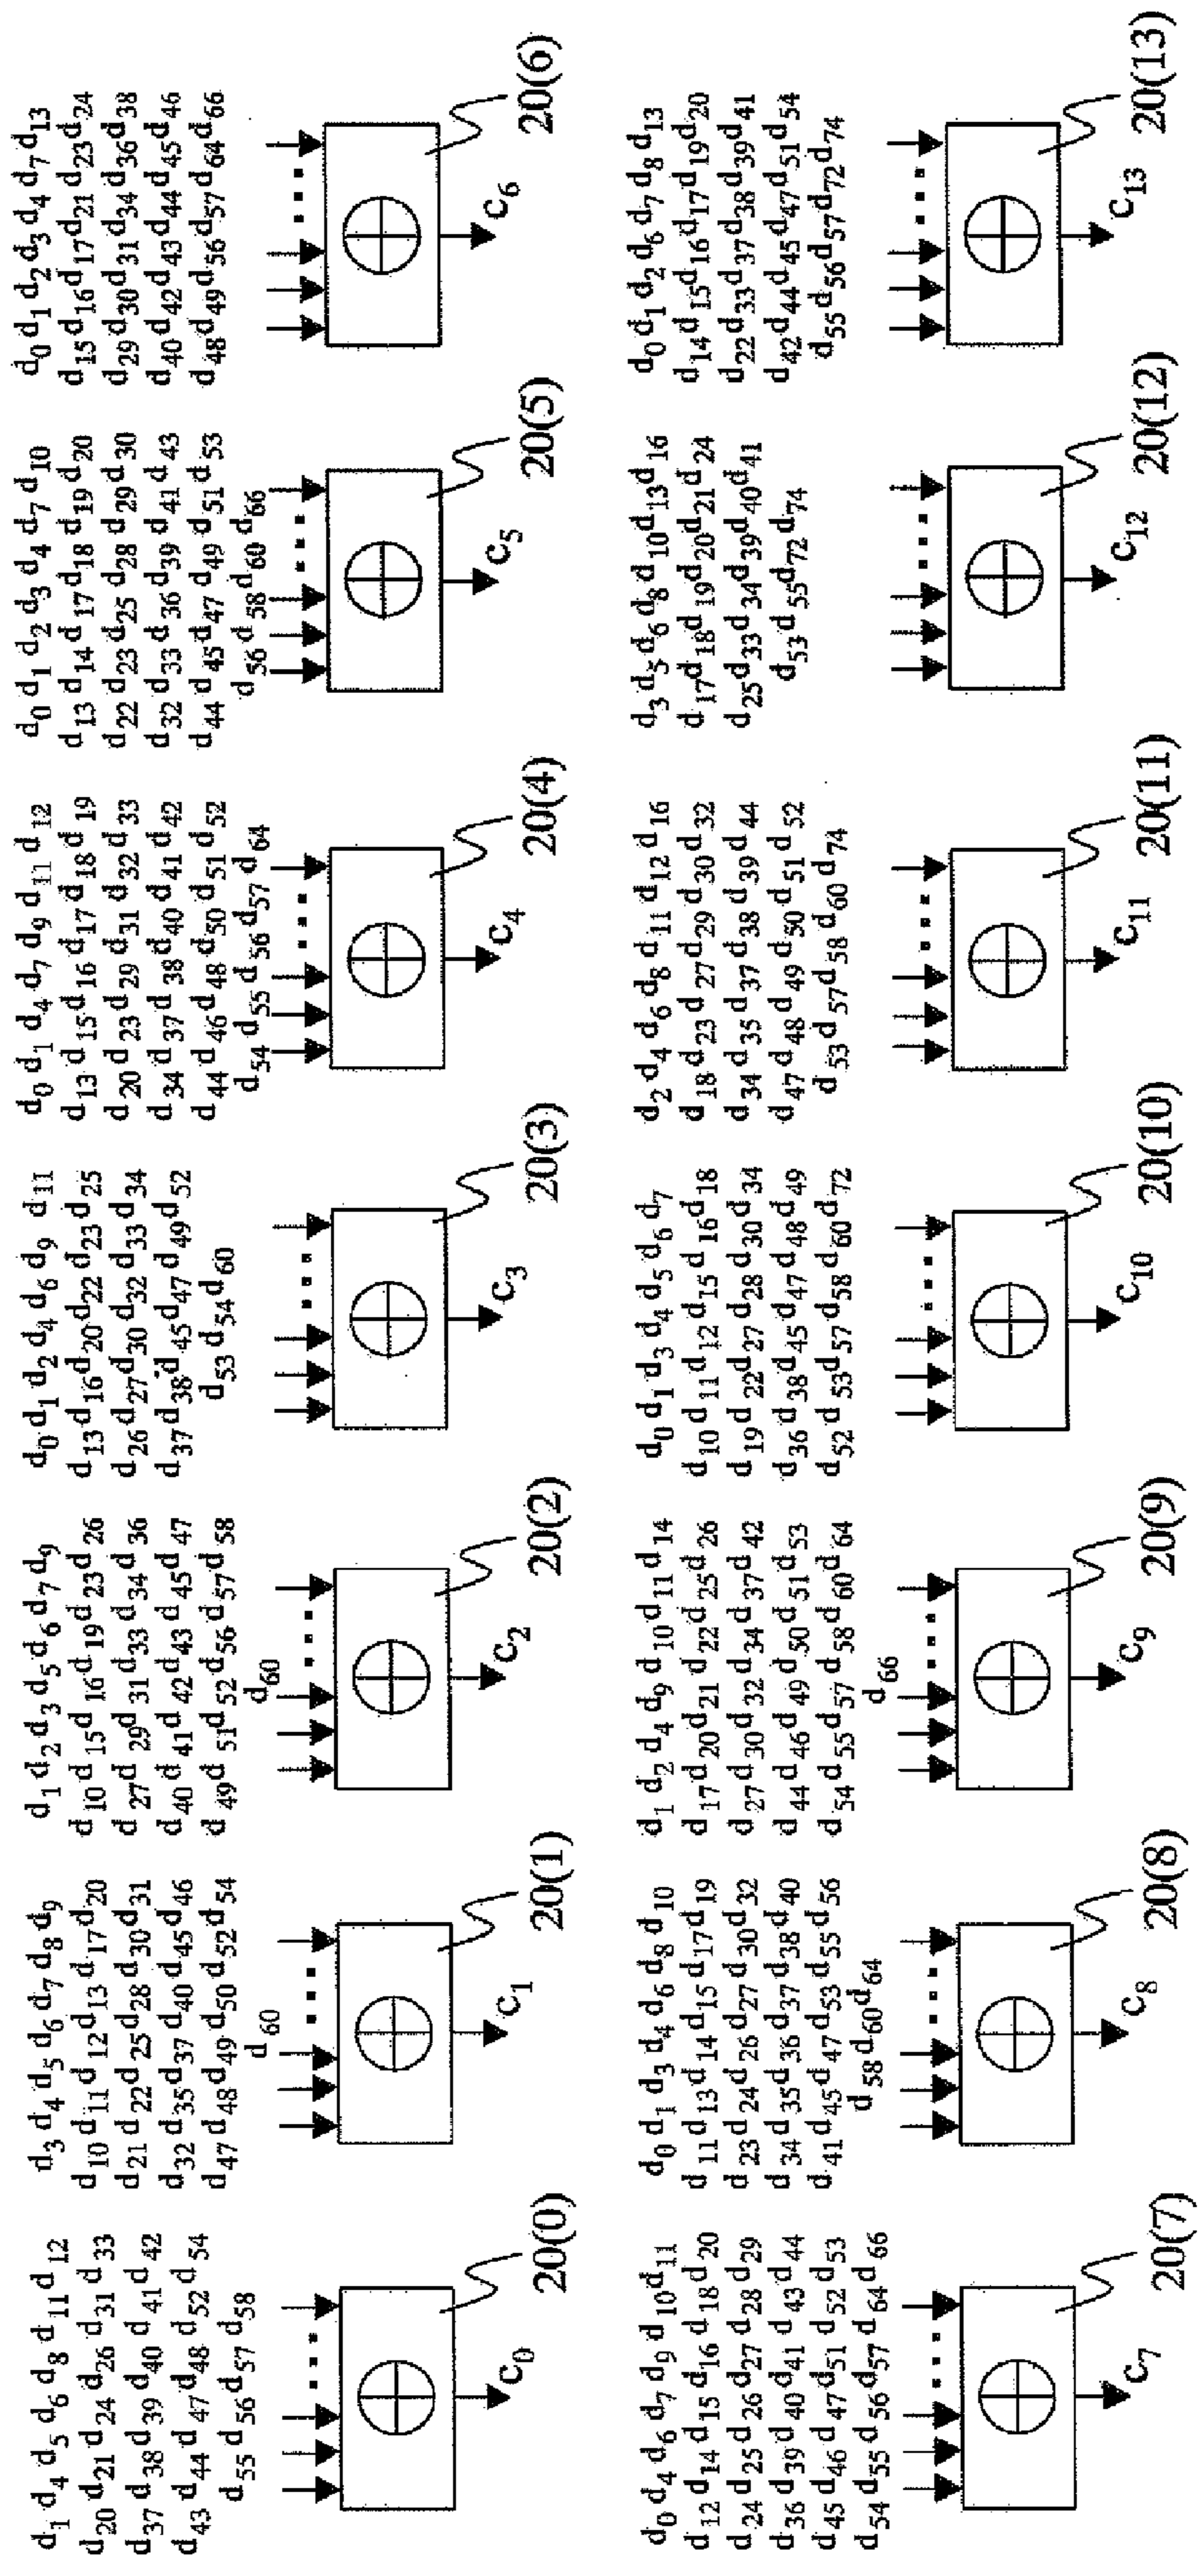 d1 d4 d5 d6 d8 d11 d12
d20 d21 d24 d26 d31 d33
d37 d38 d39 d40 d41 d42
d43 d44 d47 d48 d52 d54
d55 d56 d57 d58
c0
20(0)
d3 d4 d5 d6 d7 d8 d9
d10 d11 d12 d13 d17 d20
d21 d22 d25 d28 d30 d31
d32 d35 d37 d40 d45 d46
d47 d48 d49 d50 d52 d54
d60
c1
20(1)
d1 d2 d3 d5 d6 d7 d9
d10 d15 d16 d19 d23 d26
d27 d29 d31 d33 d34 d36
d40 d41 d42 d43 d45 d47
d49 d51 d52 d56 d57 d58
d60
c2
20(2)
d0 d1 d2 d4 d6 d9 d11
d13 d16 d20 d22 d23 d25
d26 d27 d30 d32 d33 d34
d37 d38 d45 d47 d49 d52
d53 d54 d60
c3
20(3)
d0 d1 d4 d7 d9 d11 d12
d13 d15 d16 d17 d18 d19
d20 d23 d29 d31 d32 d33
d34 d37 d38 d40 d41 d42
d44 d46 d48 d50 d51 d52
d54 d55 d56 d57 d64
c4
20(4)
d0 d1 d2 d3 d4 d7 d10
d13 d14 d17 d18 d19 d20
d22 d23 d25 d28 d29 d30
d32 d33 d36 d39 d41 d43
d44 d45 d47 d49 d51 d53
d56 d58 d60 d66
c5
20(5)
d0 d1 d2 d3 d4 d7 d13
d15 d16 d17 d21 d23 d24
d29 d30 d31 d34 d36 d38
d40 d42 d43 d44 d45 d46
d48 d49 d56 d57 d64 d66
c6
20(6)
d0 d4 d6 d7 d9 d10 d11
d12 d14 d15 d16 d18 d20
d24 d25 d26 d27 d28 d29
d36 d39 d40 d41 d43 d44
d45 d46 d47 d51 d52 d53
d54 d55 d56 d57 d64 d66
c7
20(7)
d0 d1 d3 d4 d6 d8 d10
d11 d13 d14 d15 d17 d19
d23 d24 d26 d27 d30 d32
d34 d35 d36 d37 d38 d40
d41 d45 d47 d53 d55 d56
d58 d60 d64
c8
20(8)
d1 d2 d4 d9 d10 d11 d14
d17 d20 d21 d22 d25 d26
d27 d30 d32 d34 d37 d42
d44 d46 d49 d50 d51 d53
d54 d55 d57 d58 d60 d64
d66
c9
20(9)
d0 d1 d3 d4 d5 d6 d7
d10 d11 d12 d15 d16 d18
d19 d22 d27 d28 d30 d34
d36 d38 d45 d47 d48 d49
d52 d53 d57 d58 d60 d72
c10
20(10)
d2 d4 d6 d8 d11 d12 d16
d18 d23 d27 d29 d30 d32
d34 d35 d37 d38 d39 d44
d47 d48 d49 d50 d51 d52
d53 d57 d58 d60 d74
c11
20(11)
d3 d5 d6 d8 d10 d13 d16
d17 d18 d19 d20 d21 d24
d25 d33 d34 d39 d40 d41
d53 d55 d72 d74
c12
20(12)
d0 d1 d2 d6 d7 d8 d13
d14 d15 d16 d17 d19 d20
d22 d33 d37 d38 d39 d41
d42 d44 d45 d47 d51 d54
d55 d56 d57 d72 d74
c13
20(13)